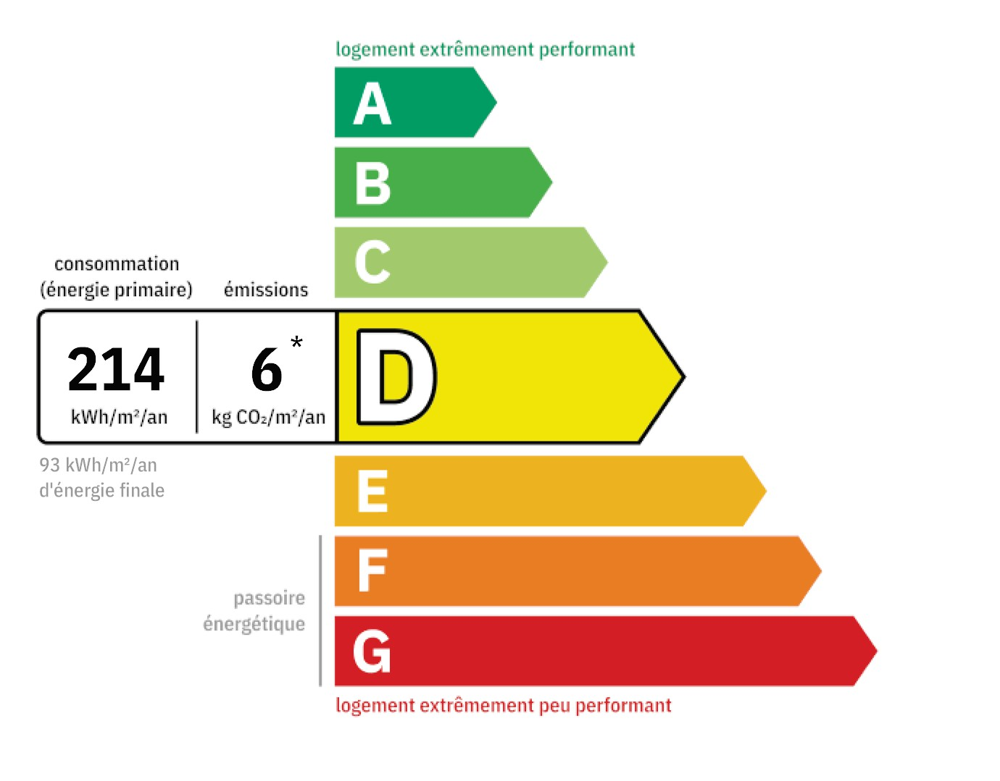 logement extrêmement performant
A
B
C
consommation
(énergie primaire)
émissions
214
6*
kWh/m²/an
kg CO₂/m²/an
D
93 kWh/m²/an
d'énergie finale
E
F
passoire
énergétique
G
logement extrêmement peu performant